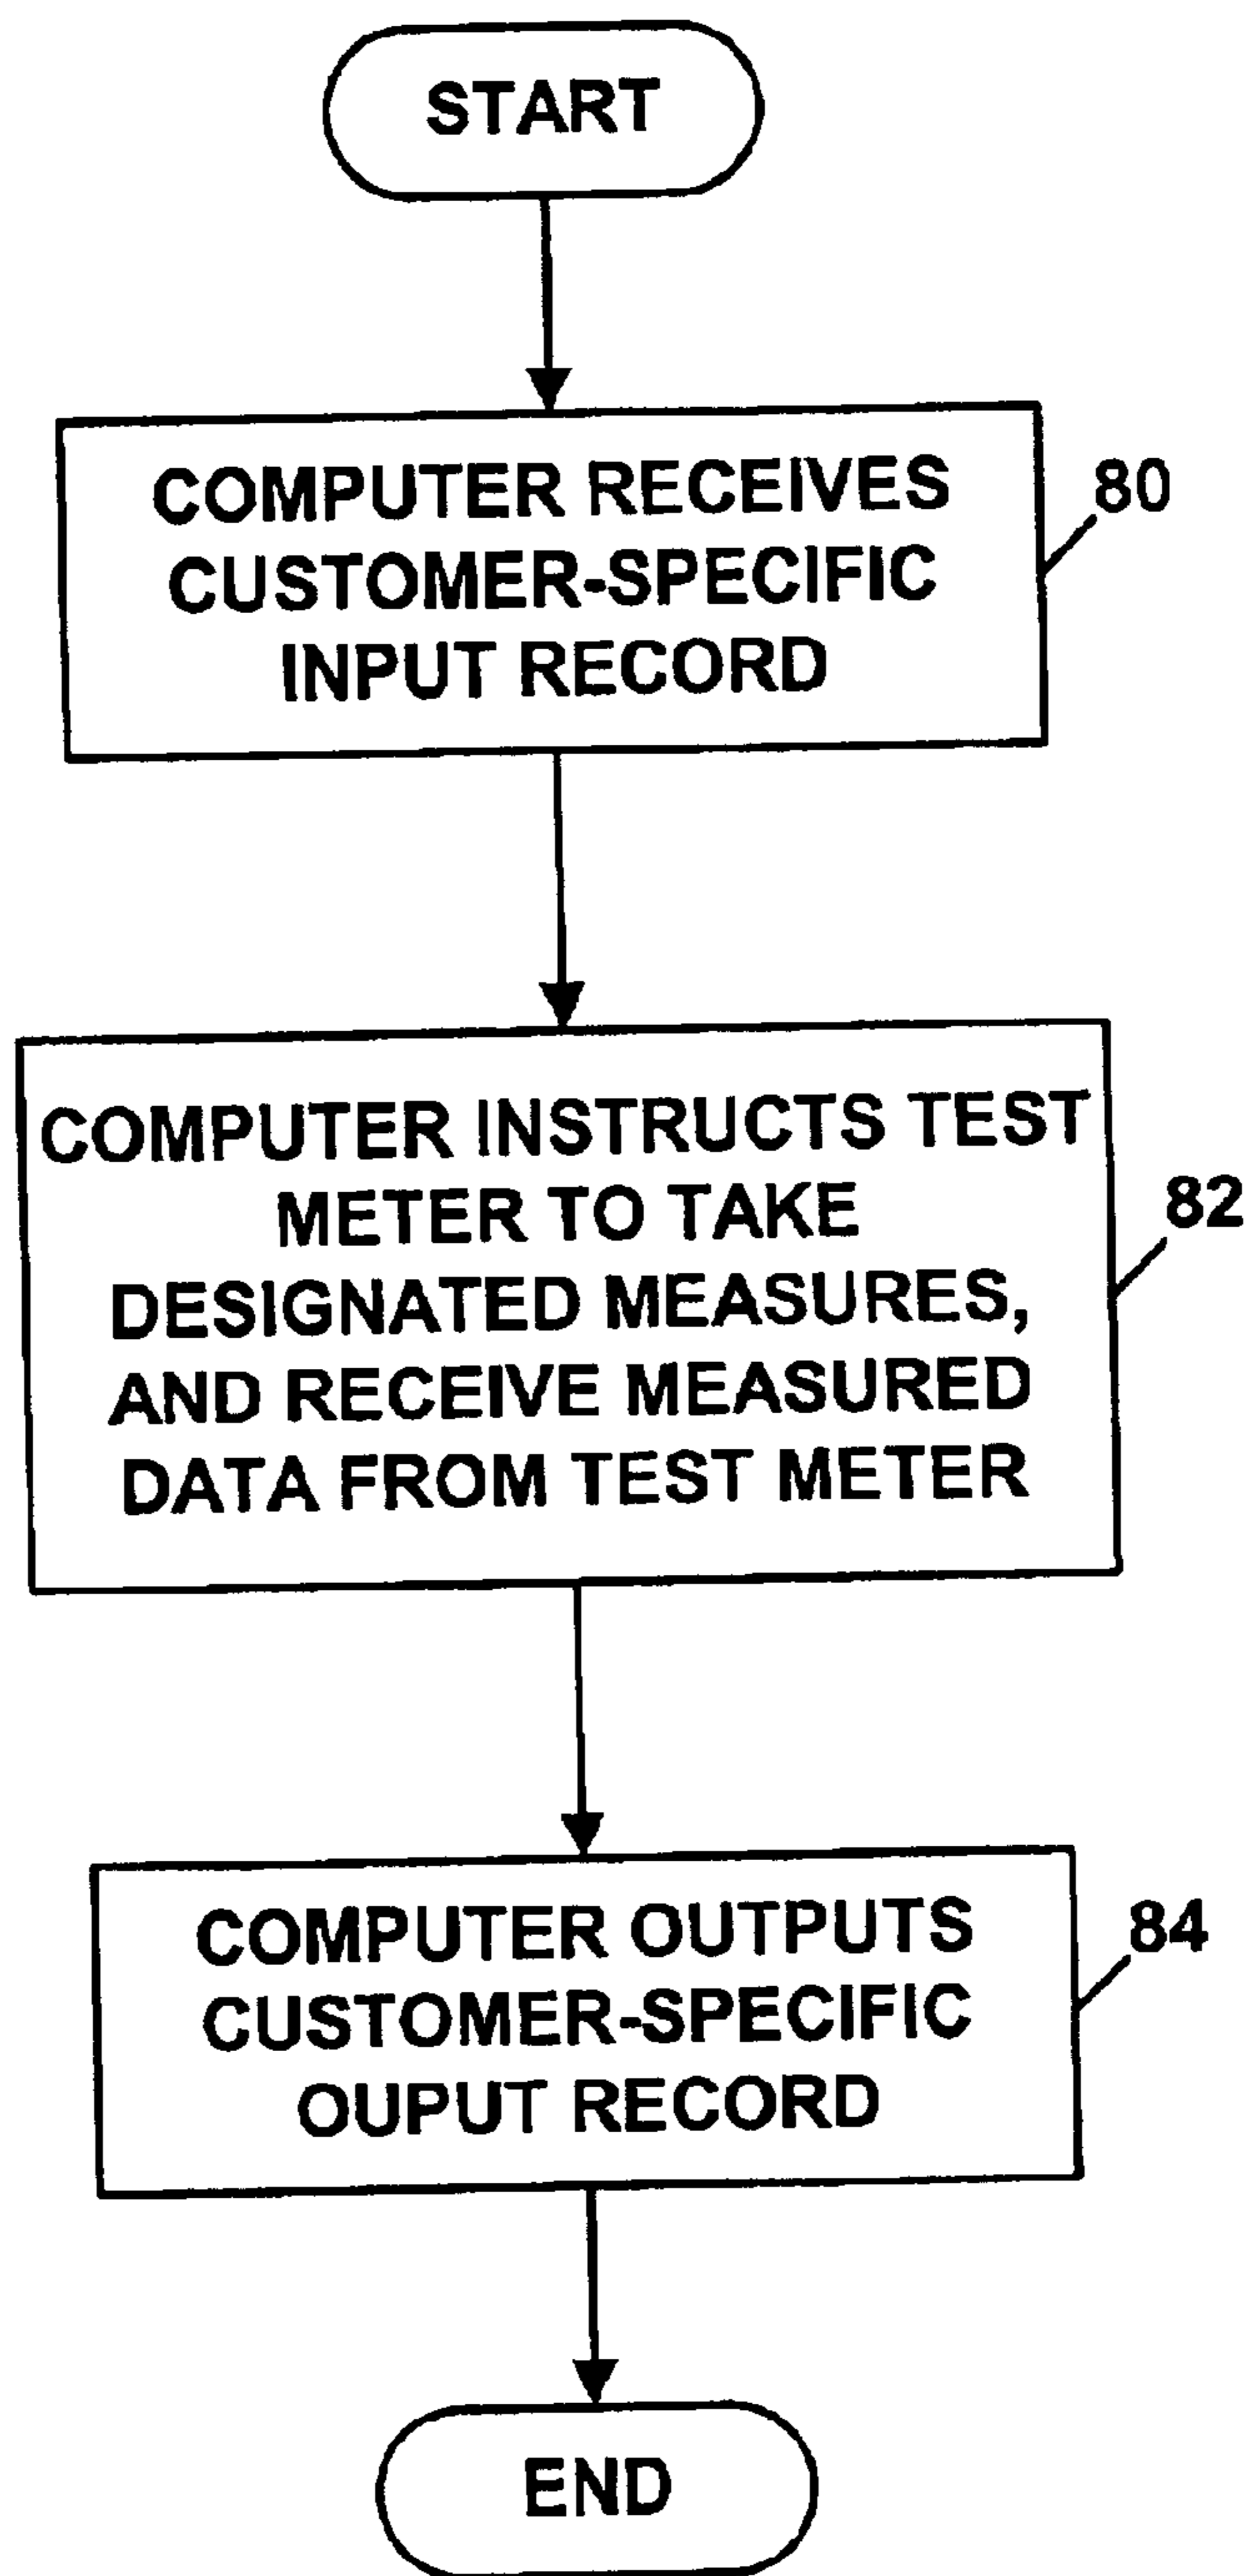 START
COMPUTER RECEIVES
CUSTOMER-SPECIFIC
INPUT RECORD
80
COMPUTER INSTRUCTS TEST
METER TO TAKE
DESIGNATED MEASURES,
AND RECEIVE MEASURED
DATA FROM TEST METER
82
COMPUTER OUTPUTS
CUSTOMER-SPECIFIC
OUPUT RECORD
84
END